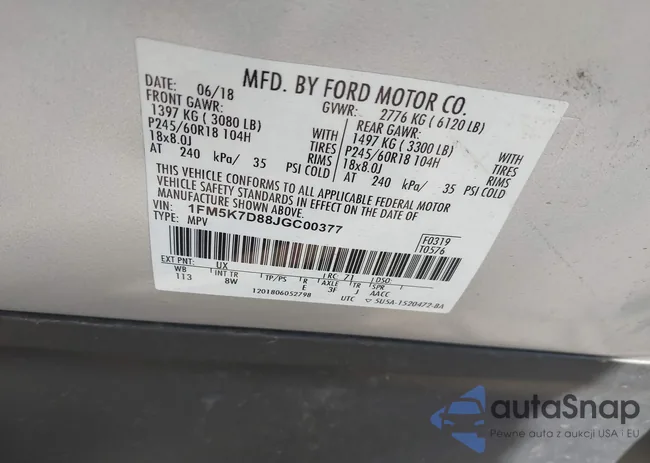 MFD. BY FORD MOTOR CO.
DATE: 06/18 GVWR: 2776 KG ( 6120 LB)
FRONT GAWR: REAR GAWR:
1397 KG ( 3080 LB) WITH 1497 KG ( 3300 LB) WITH
P245/60R18 104H TIRES P245/60R18 104H TIRES
18x8.0J RIMS 18x8.0J RIMS
AT 240 kPa/ 35 PSI COLD AT 240 kPa/ 35 PSI COLD
THIS VEHICLE CONFORMS TO ALL APPLICABLE FEDERAL MOTOR
VEHICLE SAFETY STANDARDS IN EFFECT ON THE DATE OF
MANUFACTURE SHOWN ABOVE.
VIN: 1FM5K7D88JGC00377
TYPE: MPV
F0319
T0576
EXT PNT: UX RC: 71 DSO:
WB INT TR TP/PS R AXLE TR SPR
113 8W E 3F J AACC
1201806052798 UTC ▽ 5U5A-1520472-BA
autaSnap
Pewne auto z aukcji USA i EU